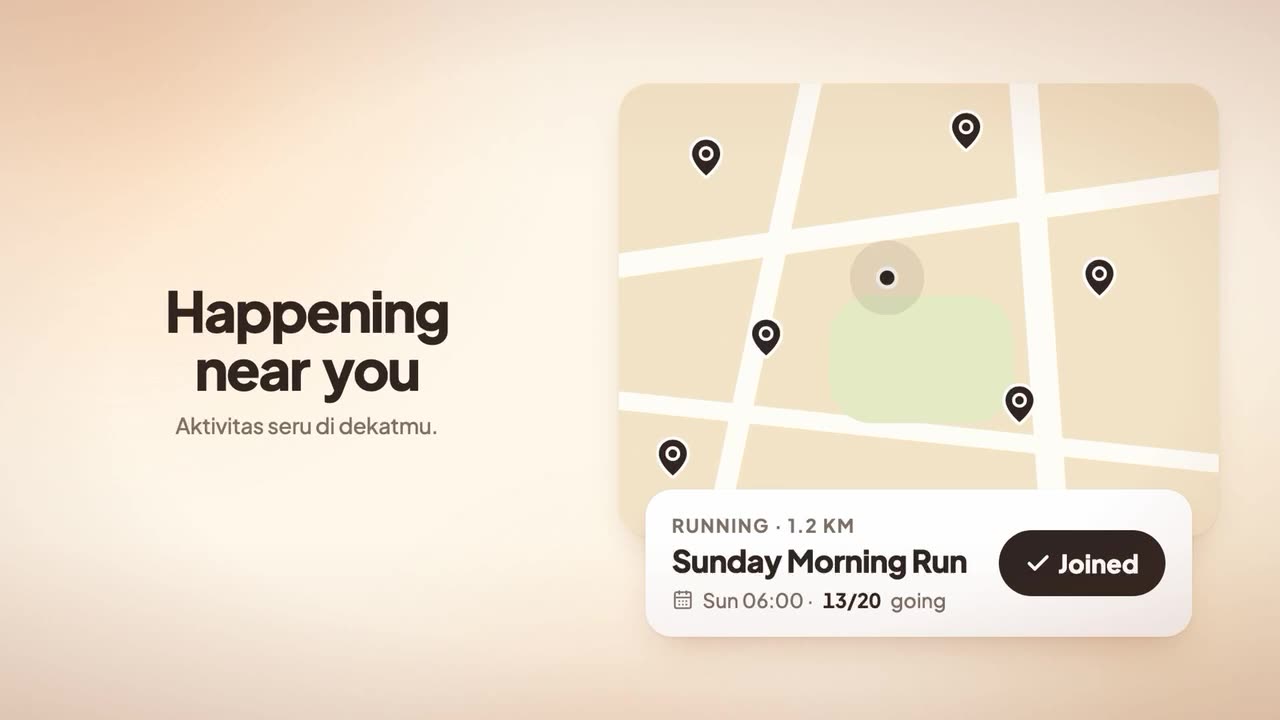 Happening
near you
Aktivitas seru di dekatmu.
RUNNING · 1.2 KM
Sunday Morning Run
Sun 06:00 · 13/20 going
Joined